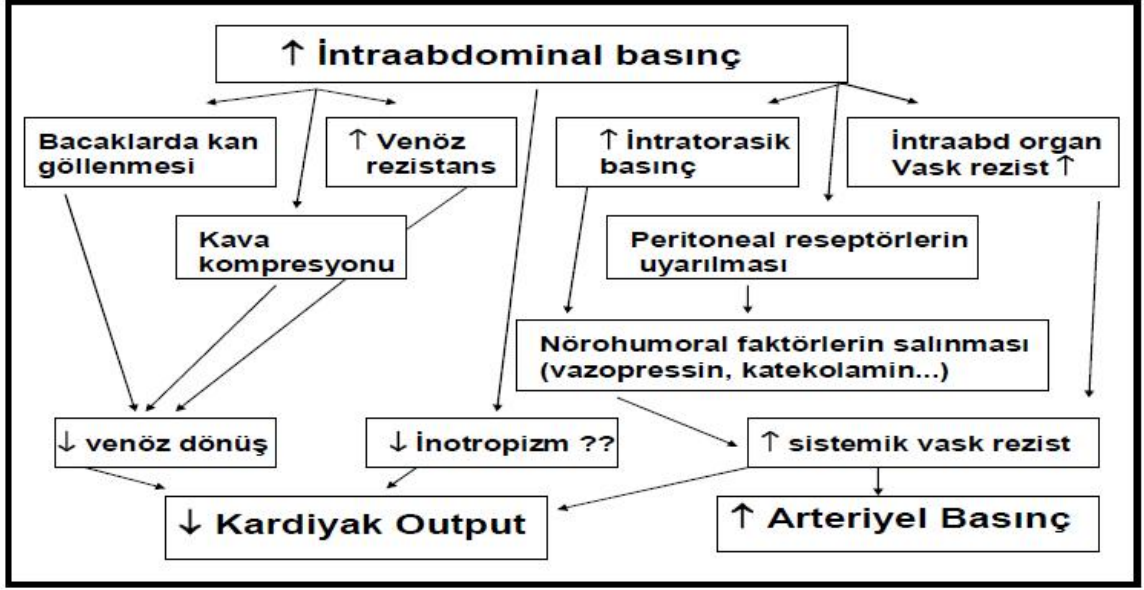 ↑ İntraabdominal basınç
Bacaklarda kan
göllenmesi
↑ Venöz
rezistans
↑ İntratorasik
basınç
İntraabd organ
Vask rezist ↑
Kava
kompresyonu
Peritoneal reseptörlerin
uyarılması
Nörohumoral faktörlerin salınması
(vazopressin, katekolamin...)
↓ venöz dönüş
↓ İnotropizm ??
↑ sistemik vask rezist
↓ Kardiyak Output
↑ Arteriyel Basınç